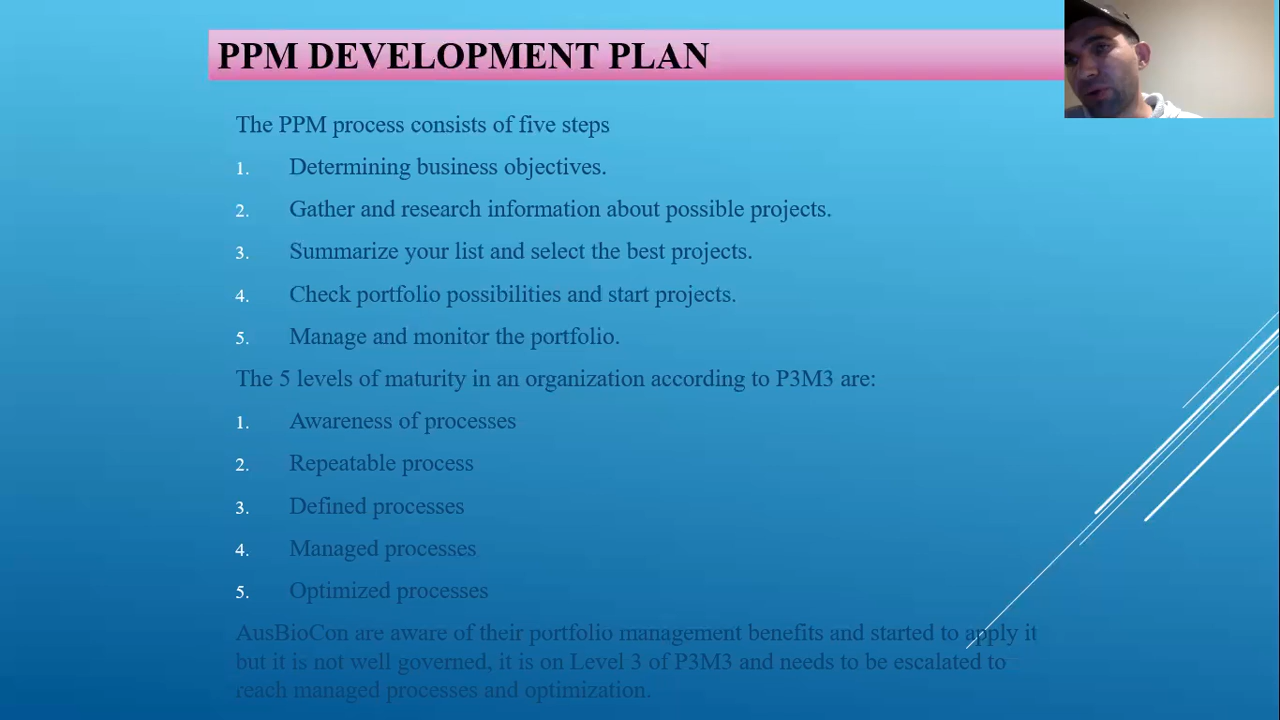 PPM DEVELOPMENT PLAN
The PPM process consists of five steps
1. Determining business objectives.
2. Gather and research information about possible projects.
3. Summarize your list and select the best projects.
4. Check portfolio possibilities and start projects.
5. Manage and monitor the portfolio.
The 5 levels of maturity in an organization according to P3M3 are:
1. Awareness of processes
2. Repeatable process
3. Defined processes
4. Managed processes
5. Optimized processes
AusBioCon are aware of their portfolio management benefits and started to apply it
but it is not well governed, it is on Level 3 of P3M3 and needs to be escalated to
reach managed processes and optimization.